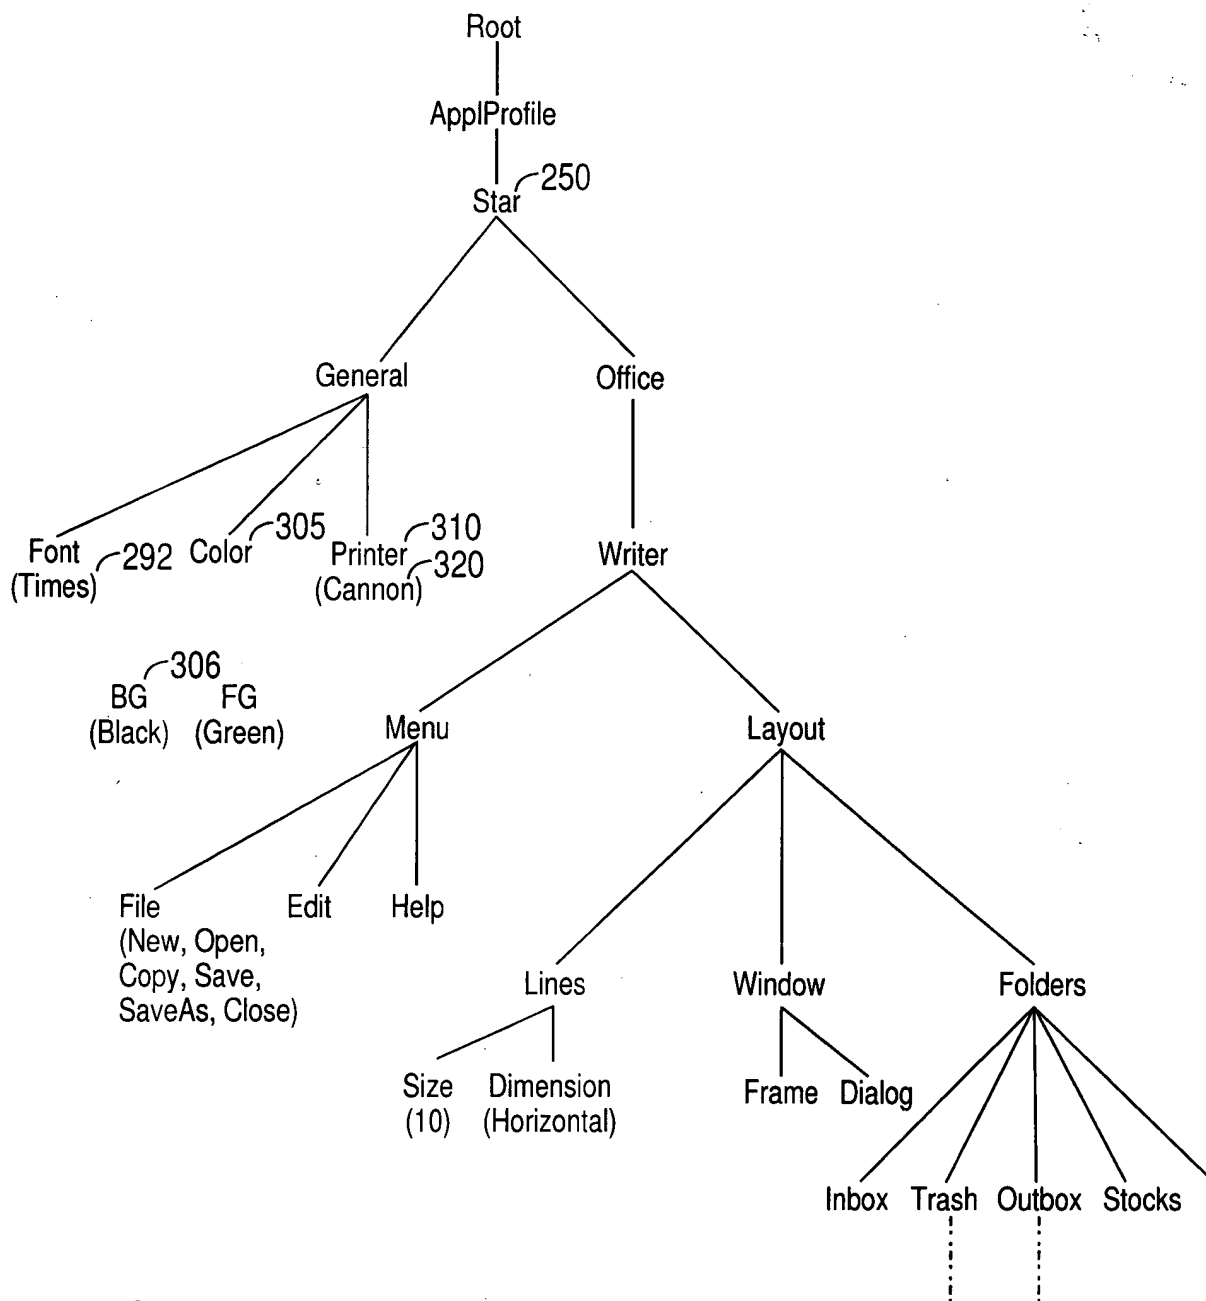 Root
ApplProfile
250
Star
General
Office
Font
292
(Times)
Color
305
Printer
310
(Cannon)
320
Writer
306
BG
FG
(Black)
(Green)
Menu
Layout
File
Edit
Help
(New, Open,
Copy, Save,
SaveAs, Close)
Lines
Window
Folders
Size
Dimension
(10)
(Horizontal)
Frame
Dialog
Inbox
Trash
Outbox
Stocks